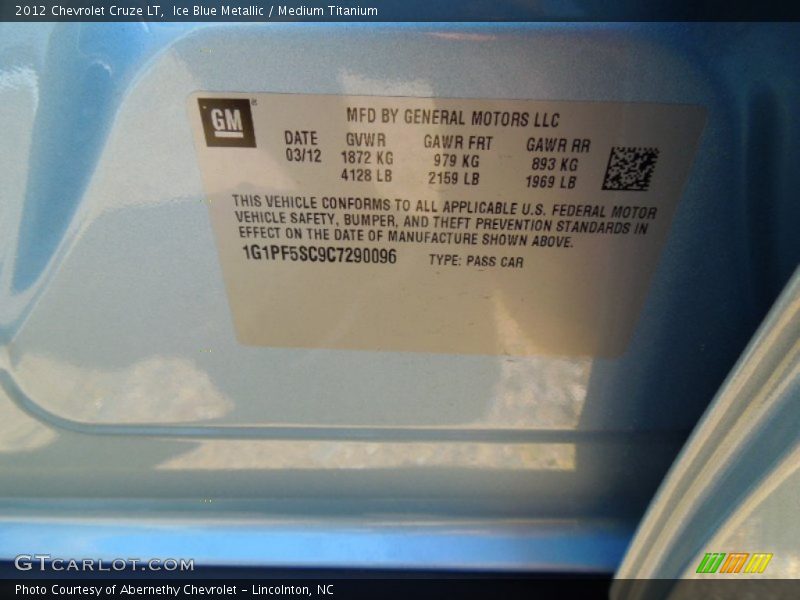 2012 Chevrolet Cruze LT, Ice Blue Metallic / Medium Titanium
GM
MFD BY GENERAL MOTORS LLC
DATE GVWR GAWR FRT GAWR RR
03/12 1872 KG 979 KG 893 KG
4128 LB 2159 LB 1969 LB
THIS VEHICLE CONFORMS TO ALL APPLICABLE U.S. FEDERAL MOTOR
VEHICLE SAFETY, BUMPER, AND THEFT PREVENTION STANDARDS IN
EFFECT ON THE DATE OF MANUFACTURE SHOWN ABOVE.
1G1PF5SC9C7290096 TYPE: PASS CAR
GTCARLOT.COM
Photo Courtesy of Abernethy Chevrolet - Lincolnton, NC